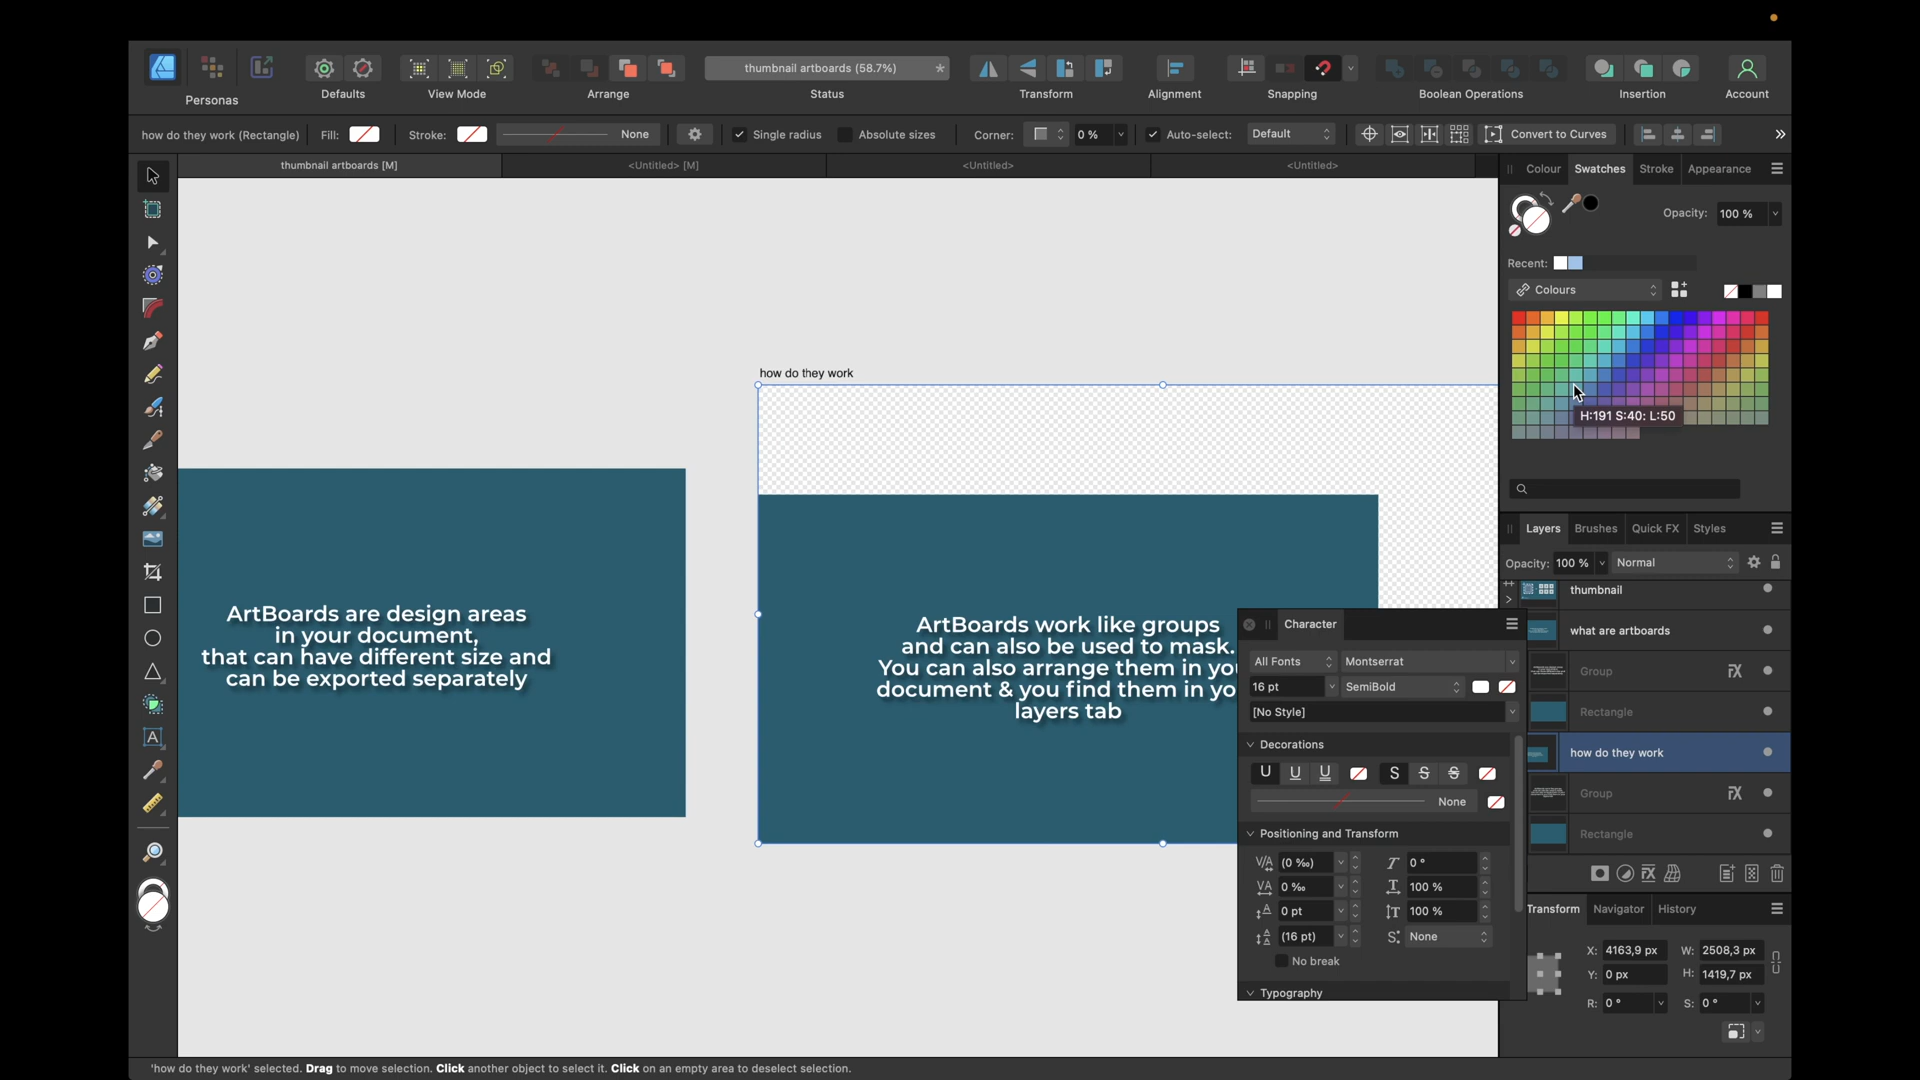 thumbnail artboards (58.7%)
*
Personas
Defaults
View Mode
Arrange
Status
Transform
Alignment
Snapping
Boolean Operations
Insertion
Account
how do they work (Rectangle)
Fill:
Stroke:
None
Single radius
Absolute sizes
Corner:
0 %
Auto-select:
Default
Convert to Curves
thumbnail artboards [M]
<Untitled> [M]
<Untitled>
<Untitled>
Colour
Swatches
Stroke
Appearance
Opacity:
100 %
Recent:
Colours
H:191 S:40: L:50
how do they work
ArtBoards are design areas
in your document,
that can have different size and
can be exported separately
ArtBoards work like groups
and can also be used to mask.
You can also arrange them in you
document & you find them in yo
layers tab
Character
All Fonts
Montserrat
16 pt
SemiBold
[No Style]
Decorations
U
U
U
S
S
S
None
Positioning and Transform
V/A
(0 ‰)
T
0 °
VA
0 ‰
T
100 %
A
0 pt
T
100 %
(16 pt)
S
None
No break
Typography
Layers
Brushes
Quick FX
Styles
Opacity:
100 %
Normal
thumbnail
what are artboards
Group
FX
Rectangle
how do they work
Group
FX
Rectangle
Transform
Navigator
History
X:
4163,9 px
W:
2508,3 px
Y:
0 px
H:
1419,7 px
R:
0 °
S:
0 °
'how do they work' selected. Drag to move selection. Click another object to select it. Click on an empty area to deselect selection.